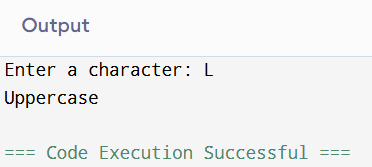 Output
Enter a character: L
Uppercase
=== Code Execution Successful ===